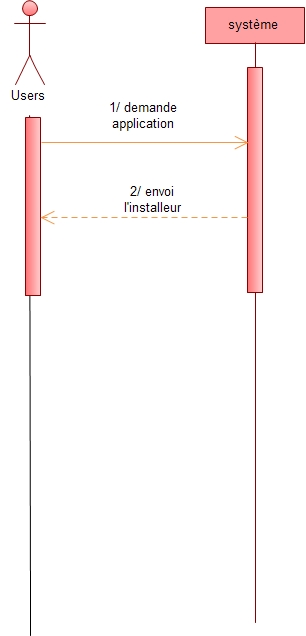 système
Users
1/ demande
application
2/ envoi
l'installeur